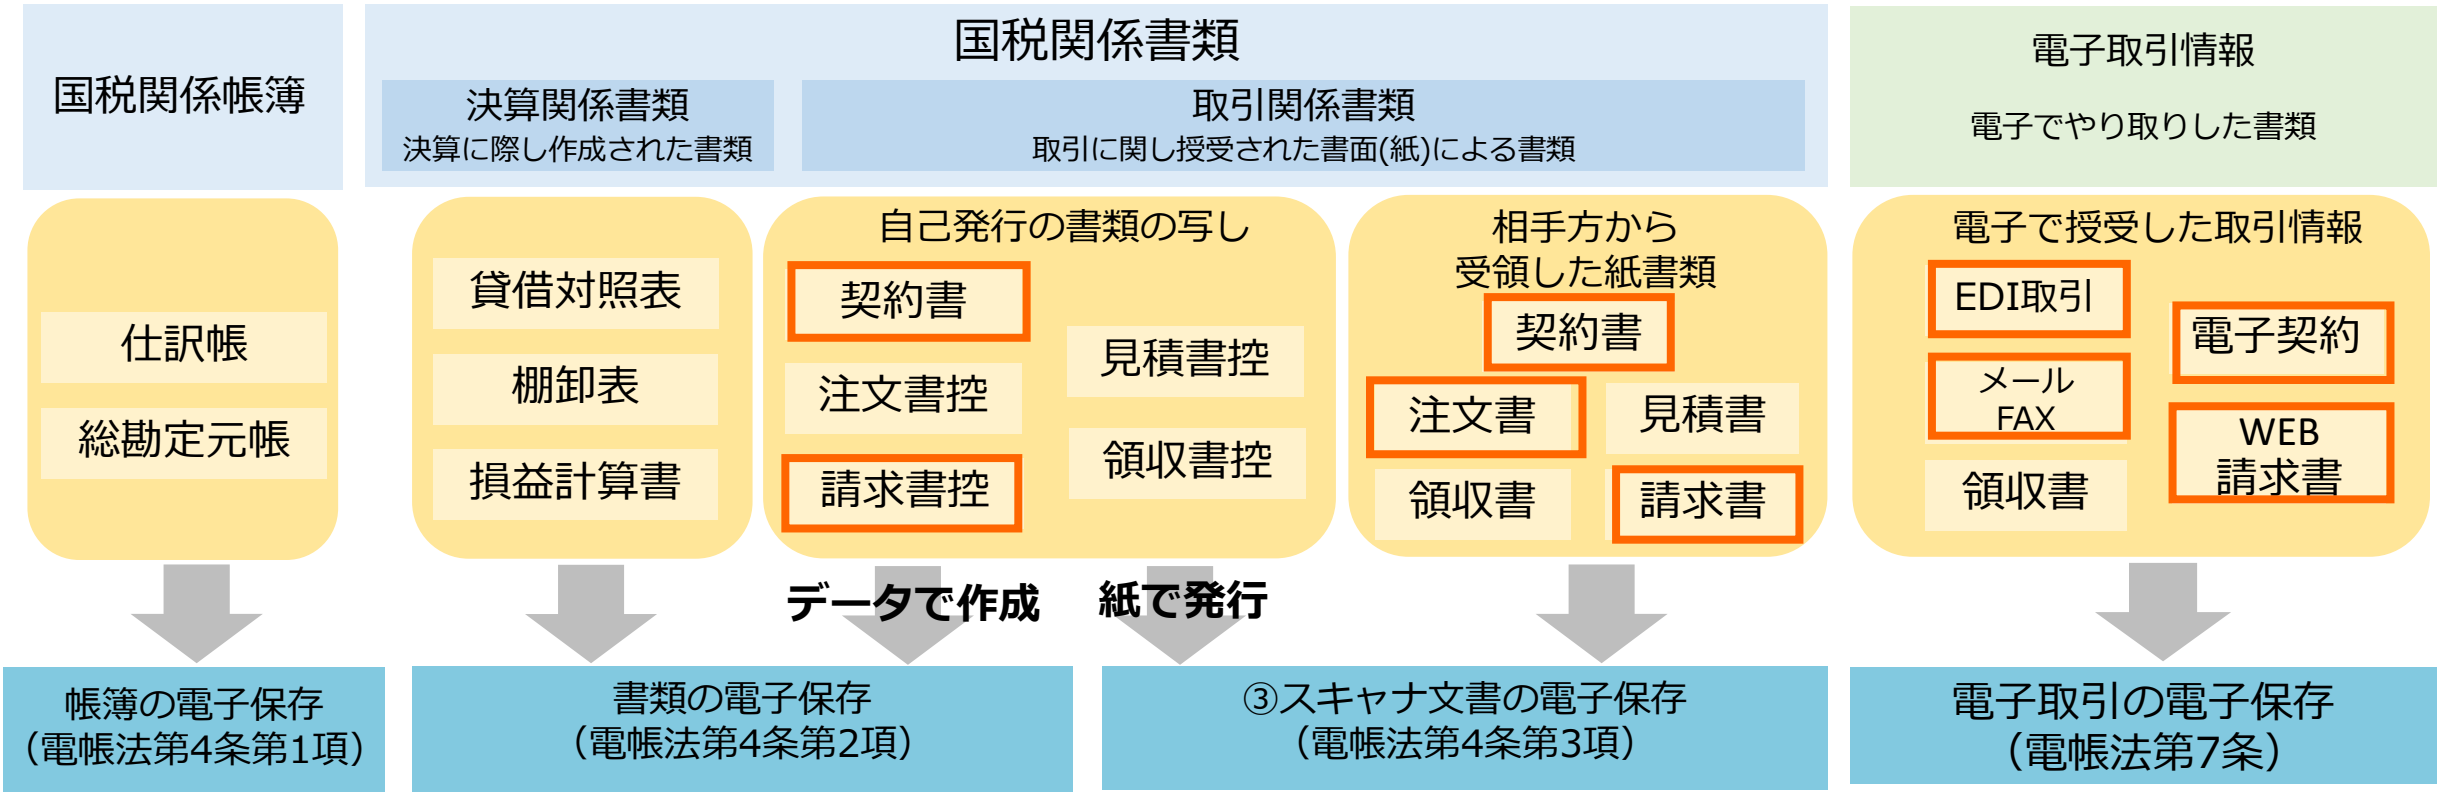 国税関係帳簿
国税関係書類
決算関係書類
決算に際し作成された書類
取引関係書類
取引に関し授受された書面(紙)による書類
電子取引情報
電子でやり取りした書類
仕訳帳
総勘定元帳
貸借対照表
棚卸表
損益計算書
自己発行の書類の写し
契約書
注文書控
請求書控
見積書控
領収書控
相手方から
受領した紙書類
契約書
注文書
見積書
領収書
請求書
電子で授受した取引情報
EDI取引
メール
FAX
領収書
電子契約
WEB
請求書
データで作成
紙で発行
帳簿の電子保存
（電帳法第4条第1項）
書類の電子保存
（電帳法第4条第2項）
③スキャナ文書の電子保存
（電帳法第4条第3項）
電子取引の電子保存
（電帳法第7条）